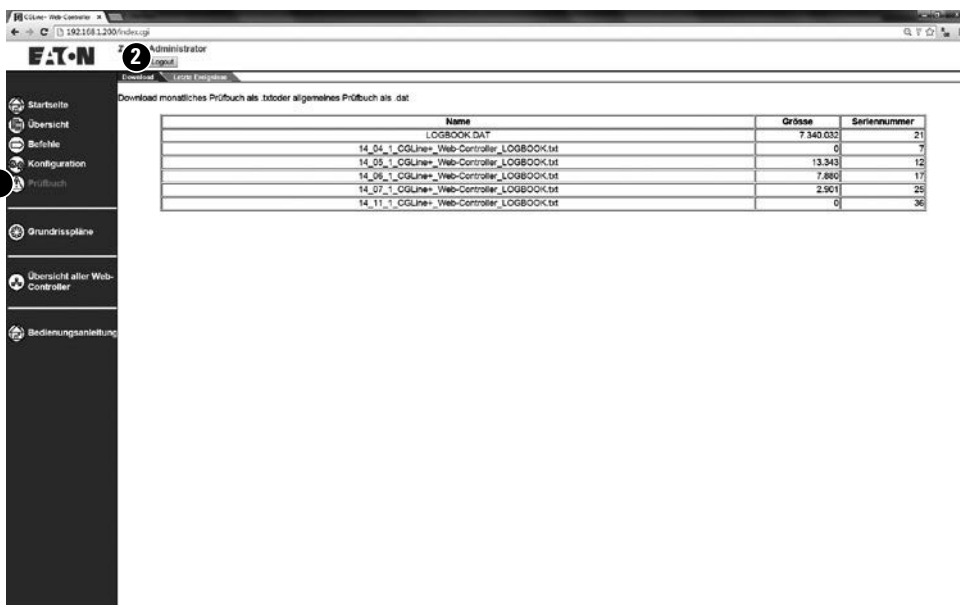 CGLine+ Web-Controller
192.168.1.200/index.cgi
EATON
Administrator
2
Logout
Download
Letzte Ereignisse
Startseite
Übersicht
Befehle
Konfiguration
Prüfbuch
Grundrisspläne
Übersicht aller Web-
Controller
Bedienungsanleitung
Download monatliches Prüfbuch als .txtoder allgemeines Prüfbuch als .dat
Name Grösse Seriennummer
LOGBOOK.DAT 7.340.032 21
14_04_1_CGLine+_Web-Controller_LOGBOOK.txt 0 7
14_05_1_CGLine+_Web-Controller_LOGBOOK.txt 13.343 12
14_06_1_CGLine+_Web-Controller_LOGBOOK.txt 7.880 17
14_07_1_CGLine+_Web-Controller_LOGBOOK.txt 2.901 25
14_11_1_CGLine+_Web-Controller_LOGBOOK.txt 0 36